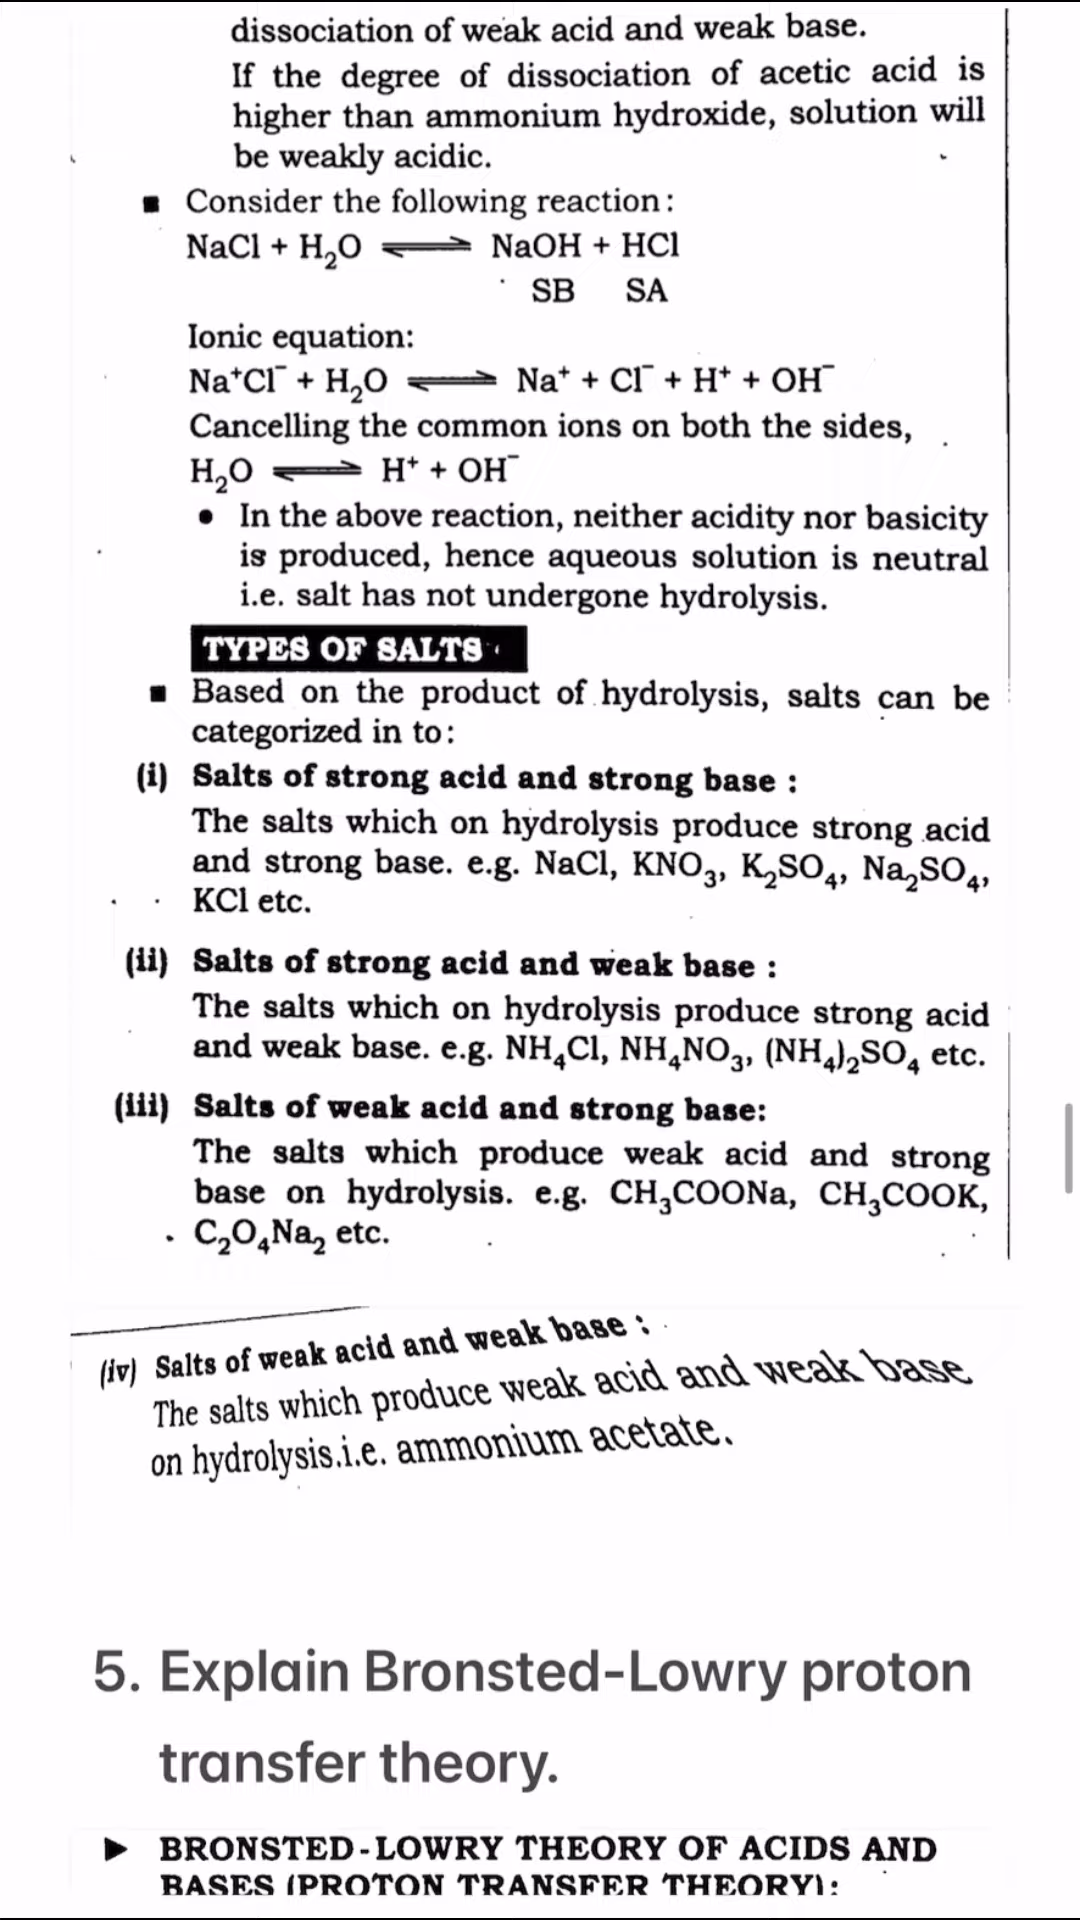 dissociation of weak acid and weak base.
If the degree of dissociation of acetic acid is
higher than ammonium hydroxide, solution will
be weakly acidic.
■ Consider the following reaction:
NaCl + H₂O ⇌ NaOH + HCl
SB SA
Ionic equation:
Na⁺Cl⁻ + H₂O ⇌ Na⁺ + Cl⁻ + H⁺ + OH⁻
Cancelling the common ions on both the sides,
H₂O ⇌ H⁺ + OH⁻
• In the above reaction, neither acidity nor basicity
is produced, hence aqueous solution is neutral
i.e. salt has not undergone hydrolysis.
TYPES OF SALTS
■ Based on the product of hydrolysis, salts can be
categorized in to:
(i) Salts of strong acid and strong base :
The salts which on hydrolysis produce strong acid
and strong base. e.g. NaCl, KNO₃, K₂SO₄, Na₂SO₄,
KCl etc.
(ii) Salts of strong acid and weak base :
The salts which on hydrolysis produce strong acid
and weak base. e.g. NH₄Cl, NH₄NO₃, (NH₄)₂SO₄ etc.
(iii) Salts of weak acid and strong base:
The salts which produce weak acid and strong
base on hydrolysis. e.g. CH₃COONa, CH₃COOK,
C₂O₄Na₂ etc.
(iv) Salts of weak acid and weak base :
The salts which produce weak acid and weak base
on hydrolysis.i.e. ammonium acetate.
5. Explain Bronsted-Lowry proton
transfer theory.
▶ BRONSTED-LOWRY THEORY OF ACIDS AND
BASES (PROTON TRANSFER THEORY):